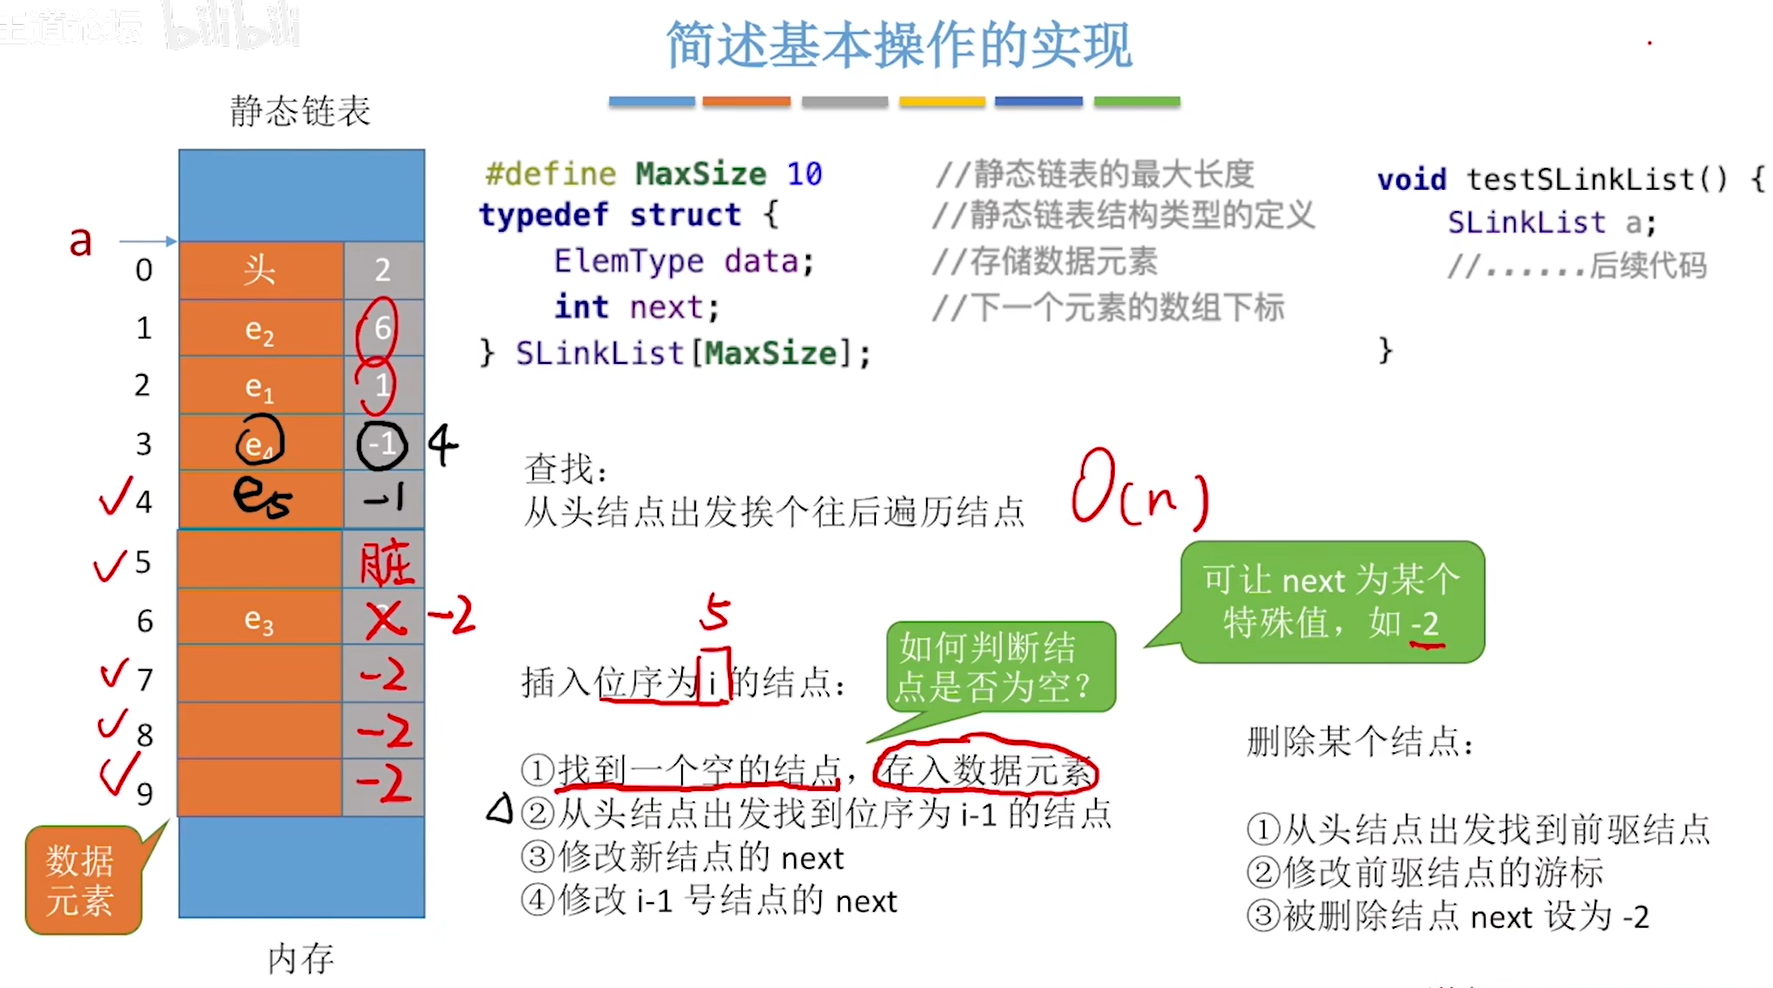 王道论坛 bilibili
简述基本操作的实现
静态链表
a
0 头 2
1 e2 6
2 e1 1
3 e4 -1 4
4 e5 -1
5 脏
6 e3 -2
7 -2
8 -2
9 -2
数据
元素
内存
#define MaxSize 10 //静态链表的最大长度
typedef struct { //静态链表结构类型的定义
ElemType data; //存储数据元素
int next; //下一个元素的数组下标
} SLinkList[MaxSize];
void testSLinkList() {
SLinkList a;
//......后续代码
}
查找：
从头结点出发挨个往后遍历结点
O(n)
可让 next 为某个
特殊值，如 -2
如何判断结
点是否为空？
5
插入位序为 i 的结点：
①找到一个空的结点，存入数据元素
②从头结点出发找到位序为 i-1 的结点
③修改新结点的 next
④修改 i-1 号结点的 next
删除某个结点：
①从头结点出发找到前驱结点
②修改前驱结点的游标
③被删除结点 next 设为 -2